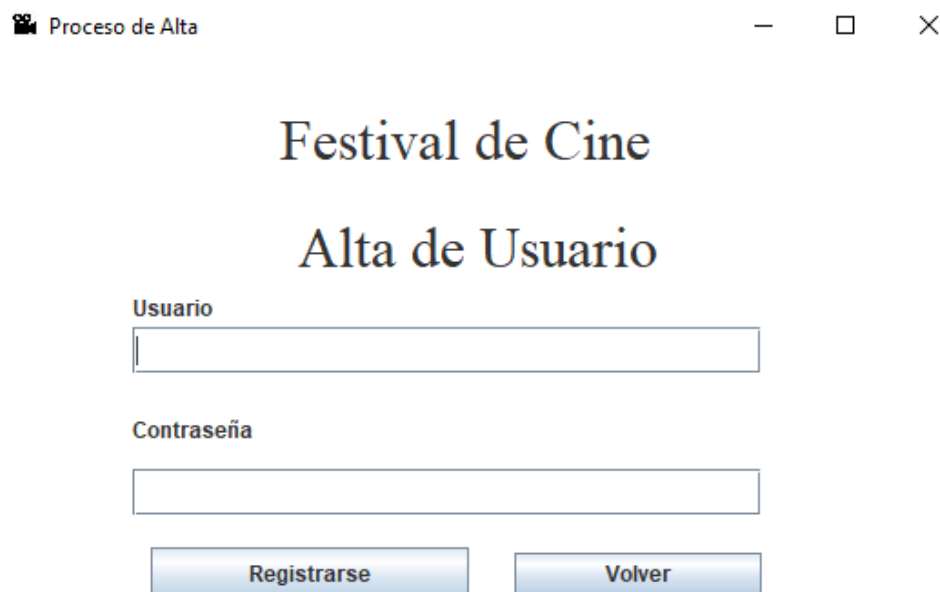 Proceso de Alta
Festival de Cine
Alta de Usuario
Usuario
Contraseña
Registrarse Volver